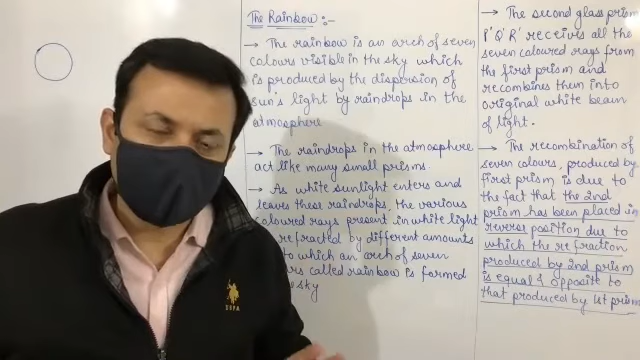 The Rainbow :-
→ The rainbow is an arch of seven
colours visible in the sky which
is produced by the dispersion of
sun's light by raindrops in the
atmosphere
→ The raindrops in the atmosphere
act like many small prisms.
→ As white sunlight enters and
leaves these raindrops, the various
coloured rays present in white light
refracted by different amounts
to which an arch of seven
called rainbow is formed
sky
→ The second glass prism
P'Q'R' receives all the
seven coloured rays from
the first prism and
recombines them into
original white beam
of light.
→ The recombination of
seven colours, produced by
first prism is due to
the fact that the 2nd
prism has been placed in
reverse position due to
which the refraction
produced by 2nd prism
is equal & opposite to
that produced by 1st prism